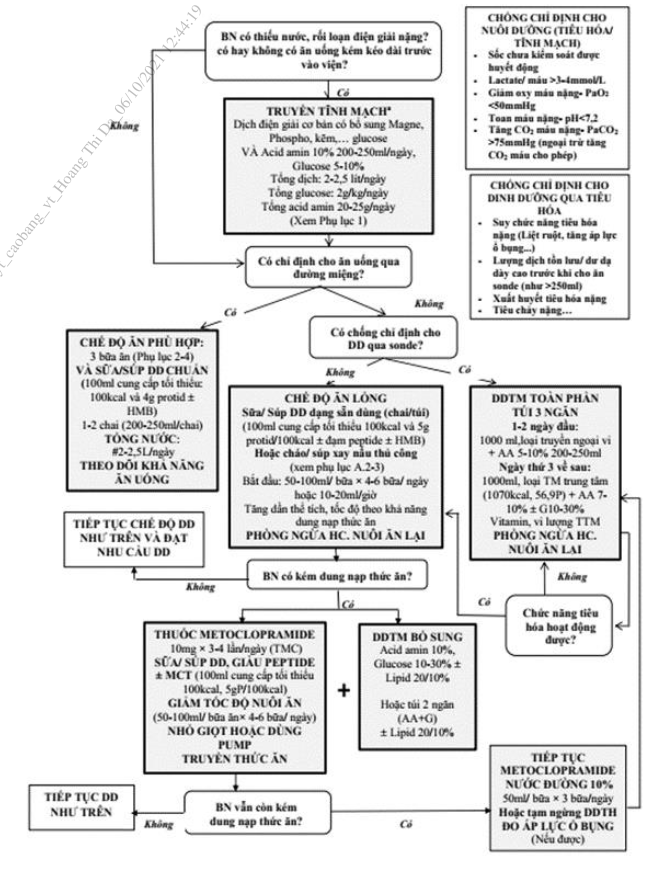 BN có thiếu nước, rối loạn điện giải nặng?
có hay không có ăn uống kém kéo dài trước
vào viện?
Không
Có
TRUYỀN TĨNH MẠCHª
Dịch điện giải cơ bản có bổ sung Magne,
Phospho, kẽm,… glucose
VÀ Acid amin 10% 200-250ml/ngày,
Glucose 5-10%
Tổng dịch: 2-2,5 lít/ngày
Tổng glucose: 2g/kg/ngày
Tổng acid amin 20-25g/ngày
(Xem Phụ lục 1)
CHỐNG CHỈ ĐỊNH CHO
NUÔI DƯỠNG (TIÊU HÓA/
TĨNH MẠCH)
- Sốc chưa kiểm soát được
huyết động
- Lactate/ máu >3-4mmol/L
- Giảm oxy máu nặng- PaO₂
<50mmHg
- Toan máu nặng- pH<7,2
- Tăng CO₂ máu nặng- PaCO₂
>75mmHg (ngoại trừ tăng
CO₂ máu cho phép)
CHỐNG CHỈ ĐỊNH CHO
DINH DƯỠNG QUA TIÊU
HÓA
- Suy chức năng tiêu hóa
nặng (Liệt ruột, tăng áp lực
ổ bụng...)
- Lượng dịch tồn lưu/ dư dạ
dày cao trước khi cho ăn
sonde (như >250ml)
- Xuất huyết tiêu hóa nặng
- Tiêu chảy nặng…
caobang_vt_Hoang Thi 06/10/2021 12:44:19
Có chỉ định cho ăn uống qua
đường miệng?
Có
Không
Có chống chỉ định cho
DD qua sonde?
Không
Có
CHẾ ĐỘ ĂN PHÙ HỢP:
3 bữa ăn (Phụ lục 2-4)
VÀ SỮA/SÚP DD CHUẨN
(100ml cung cấp tối thiểu:
100kcal và 4g protid ±
HMB)
1-2 chai (200-250ml/chai)
TỔNG NƯỚC:
#2-2,5L/ngày
THEO DÕI KHẢ NĂNG
ĂN UỐNG
CHẾ ĐỘ ĂN LỎNG
Sữa/ Súp DD dạng sẵn dùng (chai/túi)
(100ml cung cấp tối thiểu 100kcal và 5g
protid/100kcal ± đạm peptide ± HMB)
Hoặc cháo/ súp xay nấu thủ công
(xem phụ lục A.2-3)
Bắt đầu: 50-100ml/ bữa × 4-6 bữa/ ngày
hoặc 10-20ml/giờ
Tăng dần thể tích, tốc độ theo khả năng
dung nạp thức ăn
PHÒNG NGỪA HC. NUÔI ĂN LẠI
DDTM TOÀN PHẦN
TÚI 3 NGĂN
1-2 ngày đầu:
1000 ml,loại truyền ngoại vi
+ AA 5-10% 200-250ml
Ngày thứ 3 về sau:
1000ml, loại TM trung tâm
(1070kcal, 56,9P) + AA 7-
10% ± G10-30%
Vitamin, vi lượng TTM
PHÒNG NGỪA HC.
NUÔI ĂN LẠI
TIẾP TỤC CHẾ ĐỘ DD
NHƯ TRÊN VÀ ĐẠT
NHU CẦU DD
Không
BN có kém dung nạp thức ăn?
Có
Không
Có
Chức năng tiêu
hóa hoạt động
được?
THUỐC METOCLOPRAMIDE
10mg × 3-4 lần/ngày (TMC)
SỮA/ SÚP DD, GIÀU PEPTIDE
± MCT (100ml cung cấp tối thiểu
100kcal, 5gP/100kcal)
GIẢM TỐC ĐỘ NUÔI ĂN
(50-100ml/ bữa ăn× 4-6 bữa/ ngày)
NHỎ GIỌT HOẶC DÙNG
PUMP
TRUYỀN THỨC ĂN
+
DDTM BỔ SUNG
Acid amin 10%,
Glucose 10-30% ±
Lipid 20/10%
Hoặc túi 2 ngăn
(AA+G)
± Lipid 20/10%
TIẾP TỤC DD
NHƯ TRÊN
Không
BN vẫn còn kém
dung nạp thức ăn?
Có
TIẾP TỤC
METOCLOPRAMIDE
NƯỚC ĐƯỜNG 10%
50ml/ bữa × 3 bữa/ngày
Hoặc tạm ngừng DDTH
ĐO ÁP LỰC Ổ BỤNG
(Nếu được)